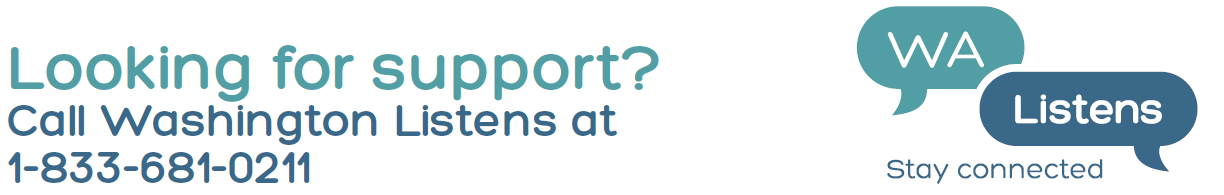 Looking for support?
Call Washington Listens at
1-833-681-0211
WA
Listens
Stay connected